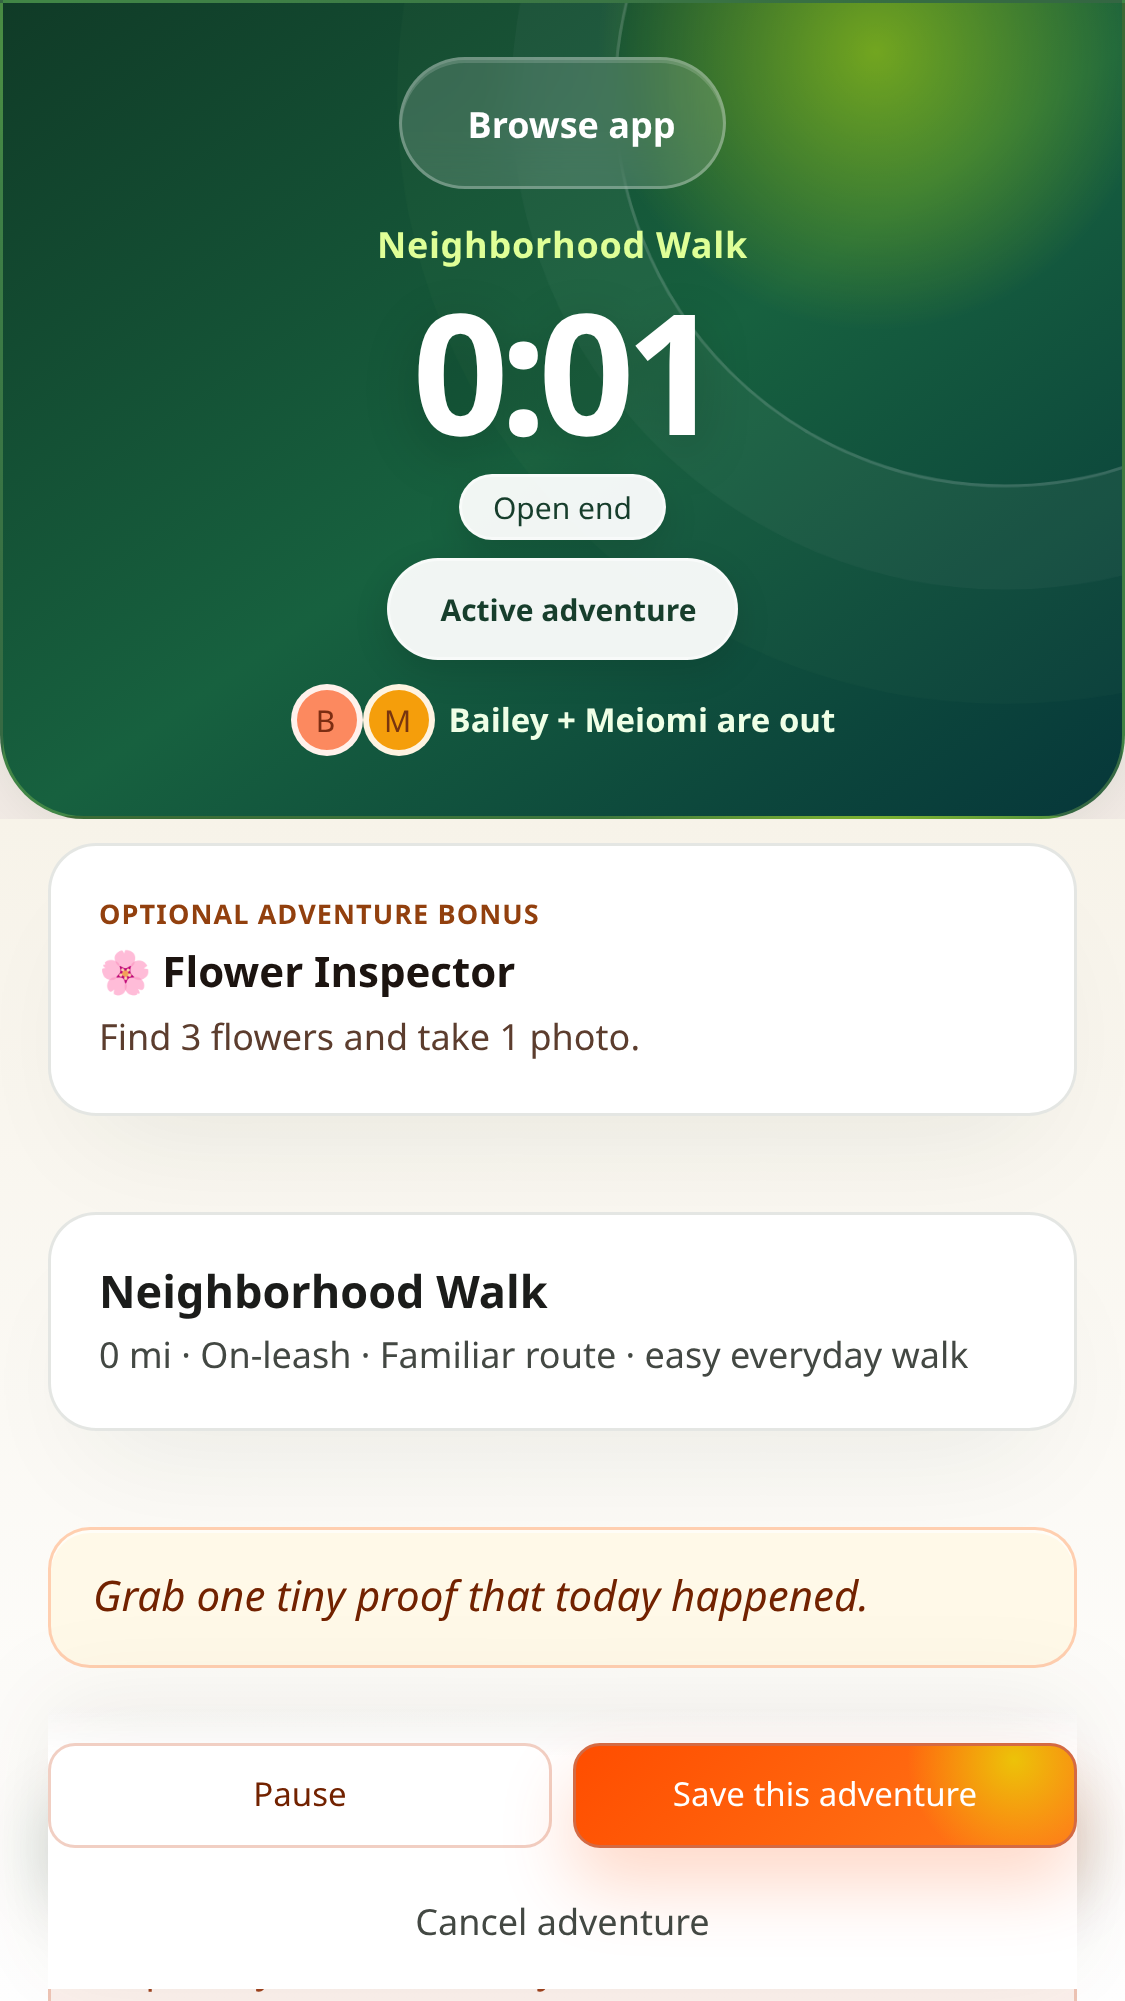 Browse app
Neighborhood Walk
0:01
Open end
Active adventure
B M Bailey + Meiomi are out
OPTIONAL ADVENTURE BONUS
🌸 Flower Inspector
Find 3 flowers and take 1 photo.
Neighborhood Walk
0 mi · On-leash · Familiar route · easy everyday walk
Grab one tiny proof that today happened.
Pause
Save this adventure
Cancel adventure